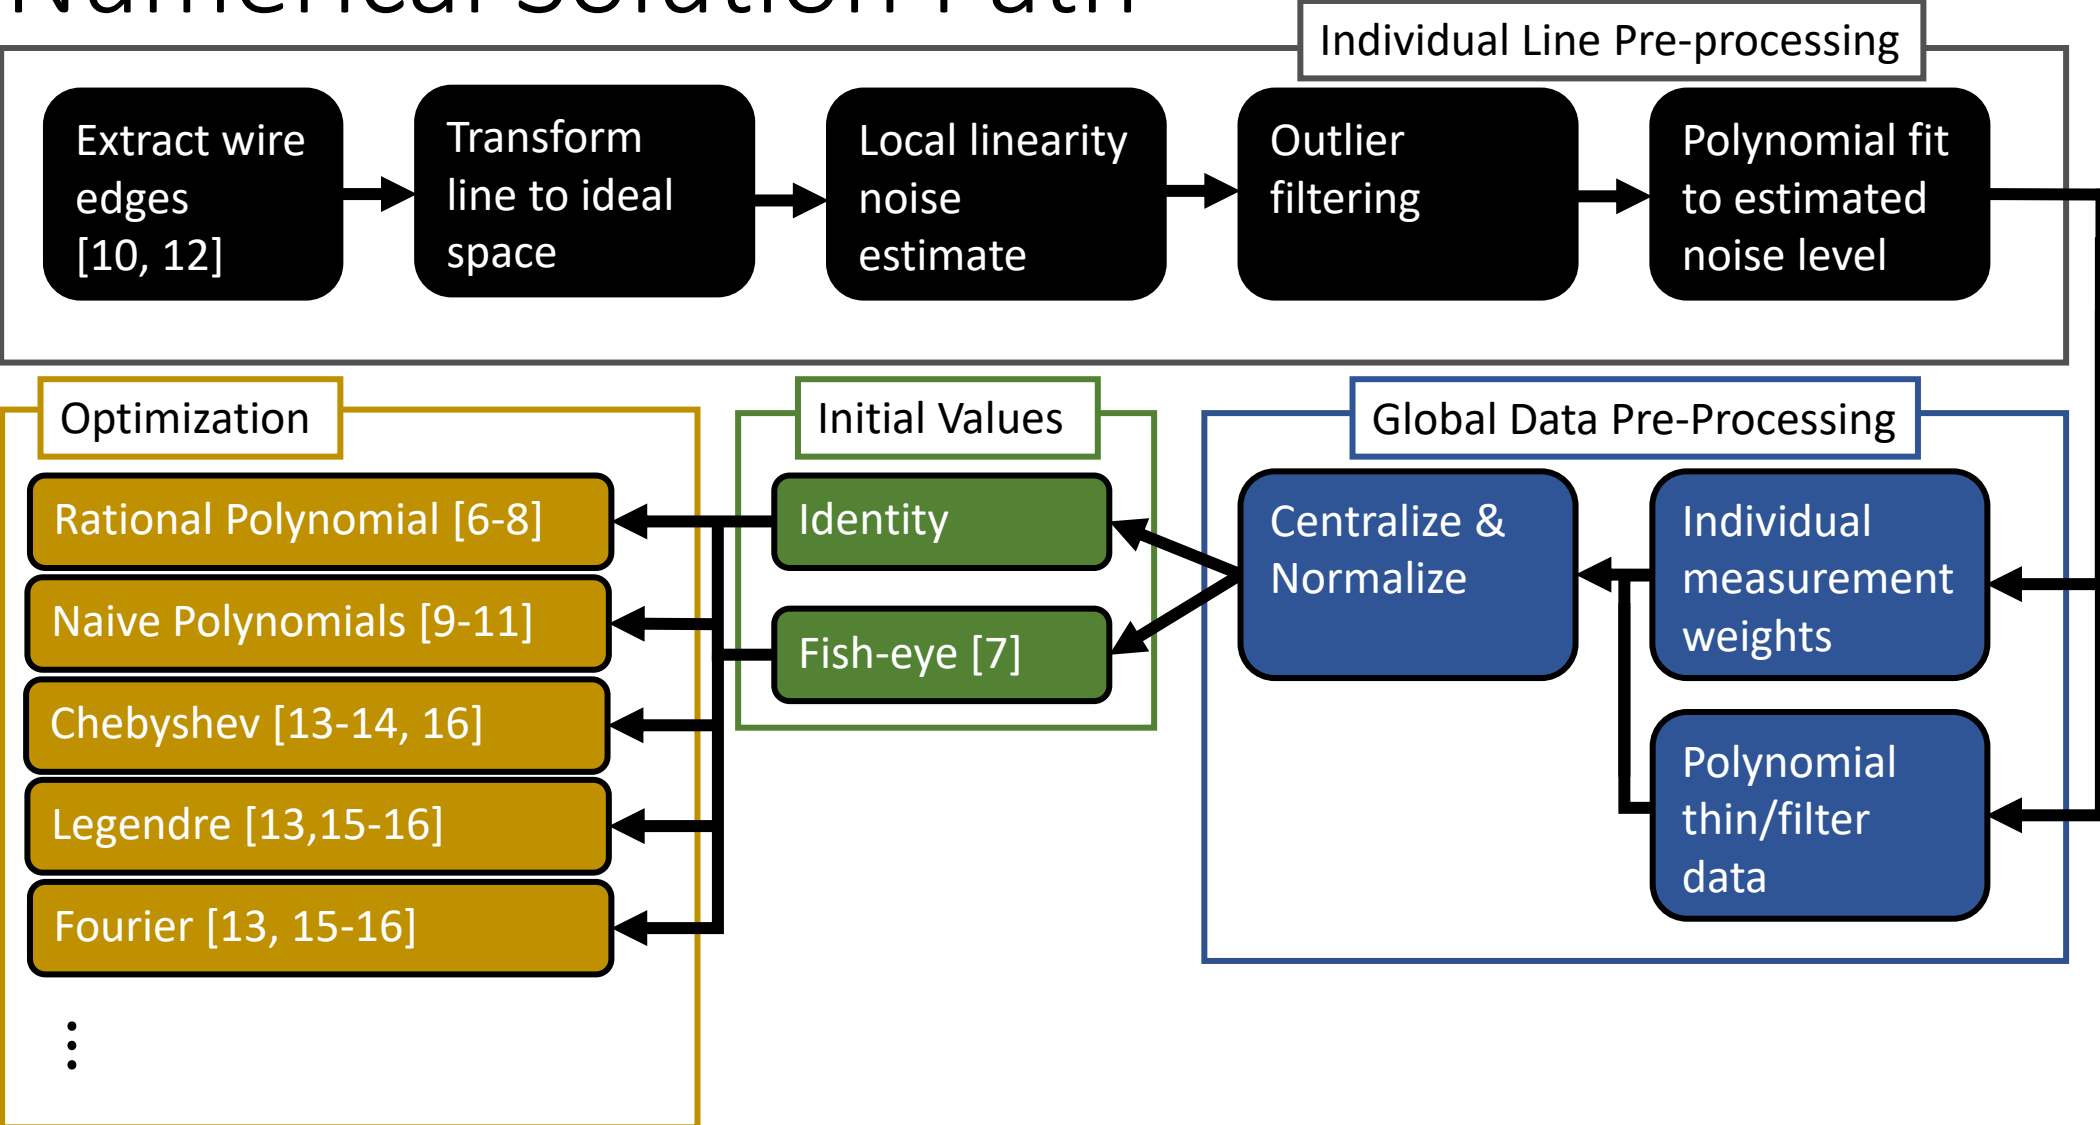 Numerical Solution Path
Individual Line Pre-processing
Extract wire
edges
[10, 12]
Transform
line to ideal
space
Local linearity
noise
estimate
Outlier
filtering
Polynomial fit
to estimated
noise level
Optimization
Rational Polynomial [6-8]
Naive Polynomials [9-11]
Chebyshev [13-14, 16]
Legendre [13,15-16]
Fourier [13, 15-16]
⋮
Initial Values
Identity
Fish-eye [7]
Global Data Pre-Processing
Centralize &
Normalize
Individual
measurement
weights
Polynomial
thin/filter
data